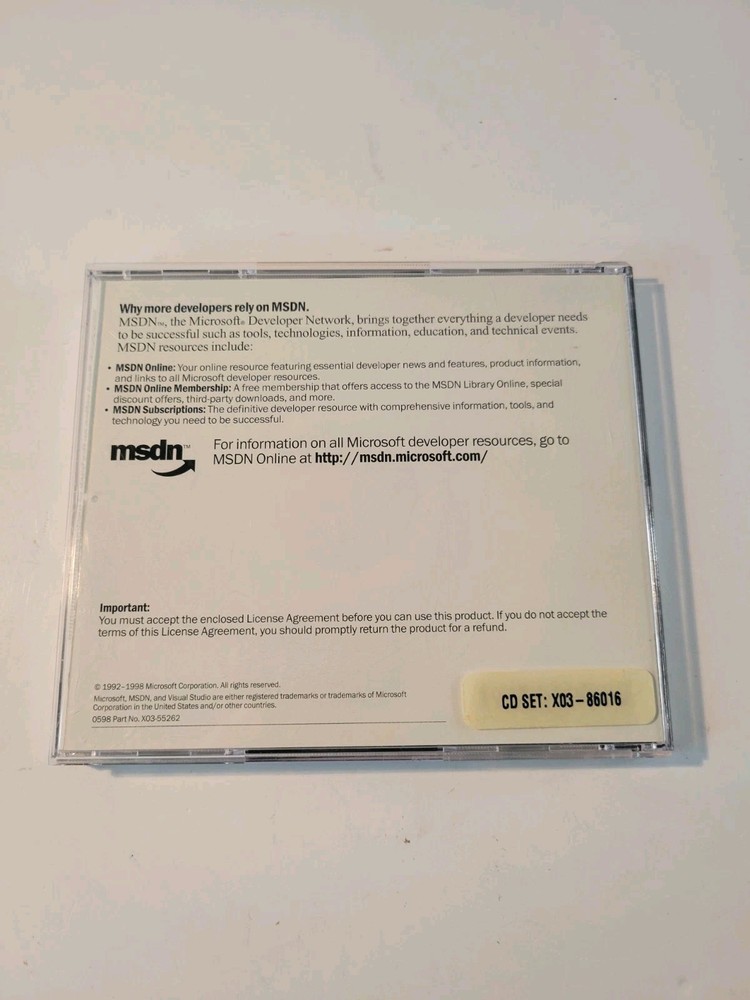 Why more developers rely on MSDN.
MSDN™, the Microsoft® Developer Network, brings together everything a developer needs
to be successful such as tools, technologies, information, education, and technical events.
MSDN resources include:
• MSDN Online: Your online resource featuring essential developer news and features, product information,
and links to all Microsoft developer resources.
• MSDN Online Membership: A free membership that offers access to the MSDN Library Online, special
discount offers, third-party downloads, and more.
• MSDN Subscriptions: The definitive developer resource with comprehensive information, tools, and
technology you need to be successful.
msdn™
For information on all Microsoft developer resources, go to
MSDN Online at http://msdn.microsoft.com/
Important:
You must accept the enclosed License Agreement before you can use this product. If you do not accept the
terms of this License Agreement, you should promptly return the product for a refund.
© 1992-1998 Microsoft Corporation. All rights reserved.
Microsoft, MSDN, and Visual Studio are either registered trademarks or trademarks of Microsoft
Corporation in the United States and/or other countries.
0598 Part No. X03-55262
CD SET: X03-86016